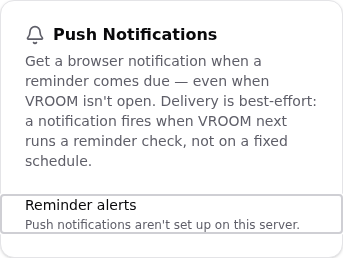 Push Notifications
Get a browser notification when a
reminder comes due — even when
VROOM isn't open. Delivery is best-effort:
a notification fires when VROOM next
runs a reminder check, not on a fixed
schedule.
Reminder alerts
Push notifications aren't set up on this server.